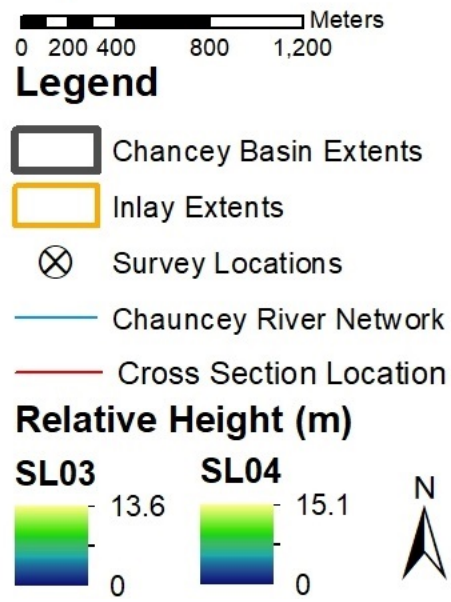 Meters
0 200 400 800 1,200
Legend
Chancey Basin Extents
Inlay Extents
Survey Locations
Chauncey River Network
Cross Section Location
Relative Height (m)
SL03 SL04
13.6 15.1 N
0 0